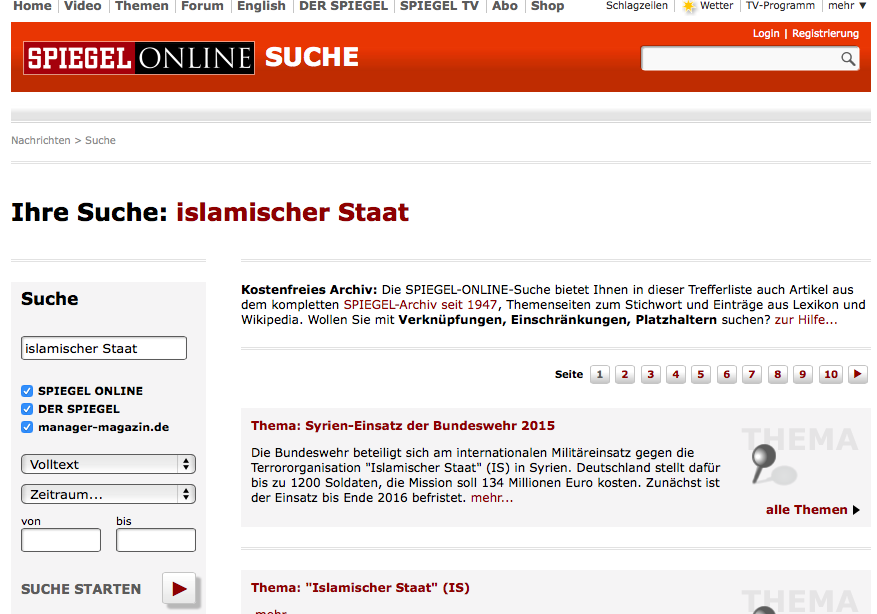 Home Video Themen Forum English DER SPIEGEL SPIEGEL TV Abo Shop Schlagzeilen Wetter TV-Programm mehr ▼
Login | Registrierung
SPIEGEL ONLINE SUCHE
Nachrichten > Suche
Ihre Suche: islamischer Staat
Suche
islamischer Staat
SPIEGEL ONLINE
DER SPIEGEL
manager-magazin.de
Volltext
Zeitraum...
von bis
SUCHE STARTEN
Kostenfreies Archiv: Die SPIEGEL-ONLINE-Suche bietet Ihnen in dieser Trefferliste auch Artikel aus
dem kompletten SPIEGEL-Archiv seit 1947, Themenseiten zum Stichwort und Einträge aus Lexikon und
Wikipedia. Wollen Sie mit Verknüpfungen, Einschränkungen, Platzhaltern suchen? zur Hilfe...
Seite 1 2 3 4 5 6 7 8 9 10
Thema: Syrien-Einsatz der Bundeswehr 2015
THEMA
Die Bundeswehr beteiligt sich am internationalen Militäreinsatz gegen die
Terrororganisation "Islamischer Staat" (IS) in Syrien. Deutschland stellt dafür
bis zu 1200 Soldaten, die Mission soll 134 Millionen Euro kosten. Zunächst ist
der Einsatz bis Ende 2016 befristet. mehr...
alle Themen
Thema: "Islamischer Staat" (IS)
THEMA
mehr...